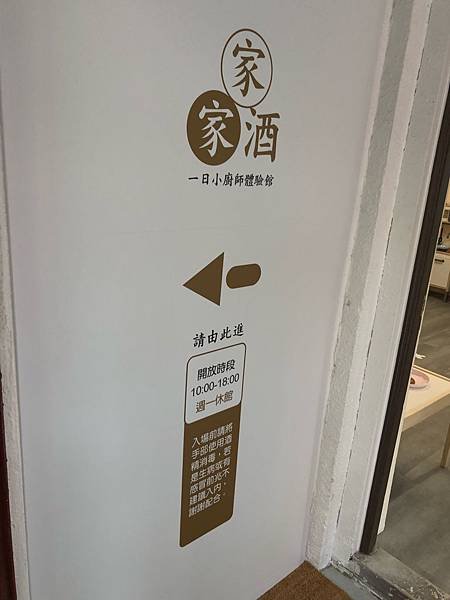 家家酒
一日小廚師體驗館
請由此進
開放時段
10:00-18:00
週一休館
入場前請將
手部使用酒
精消毒，若
是生病或有
感冒前兆不
建議入內，
謝謝配合。